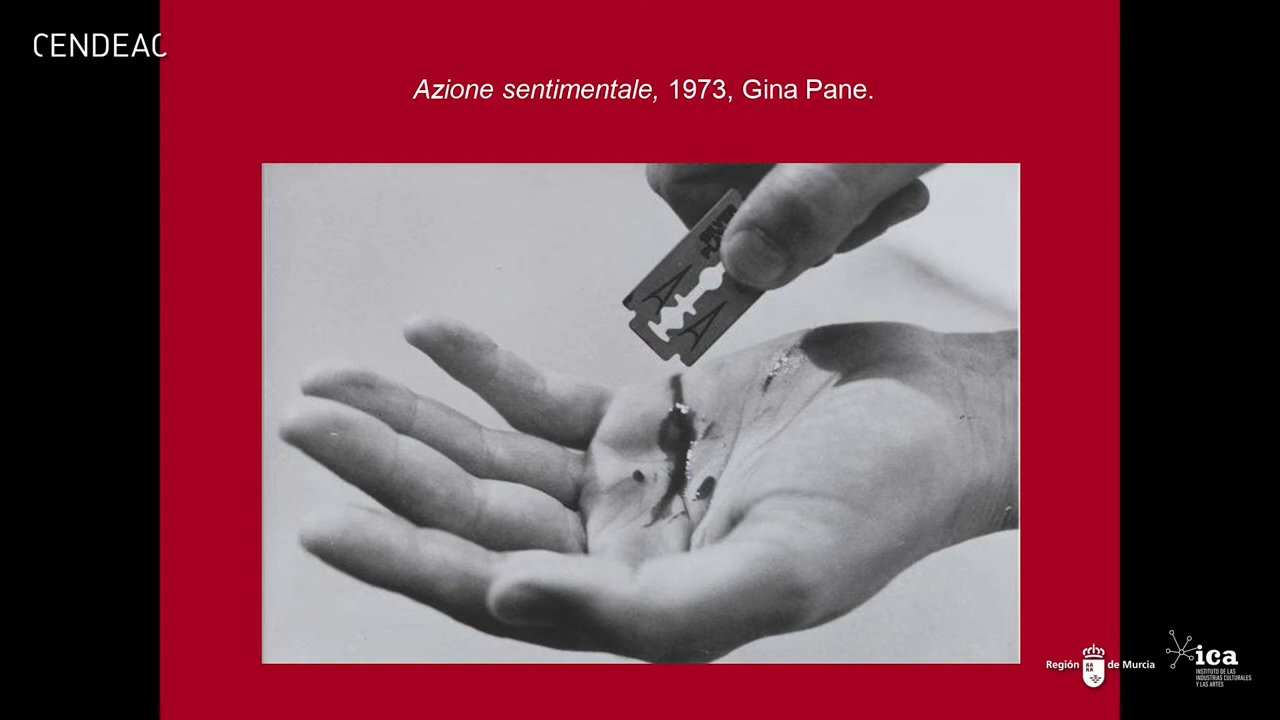 CENDEAC
Azione sentimentale, 1973, Gina Pane.
A A
Región de Murcia
ica
INSTITUTO DE LAS
INDUSTRIAS CULTURALES
Y LAS ARTES